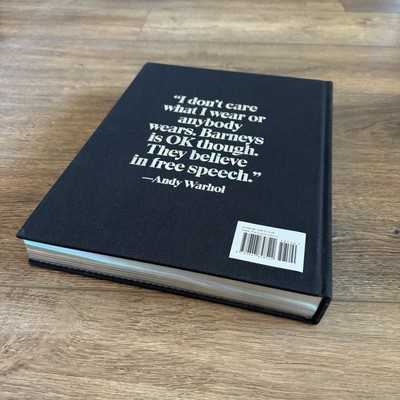 “I don't care
what I wear or
anybody
wears. Barneys
is OK though.
They believe
in free speech.”
—Andy Warhol